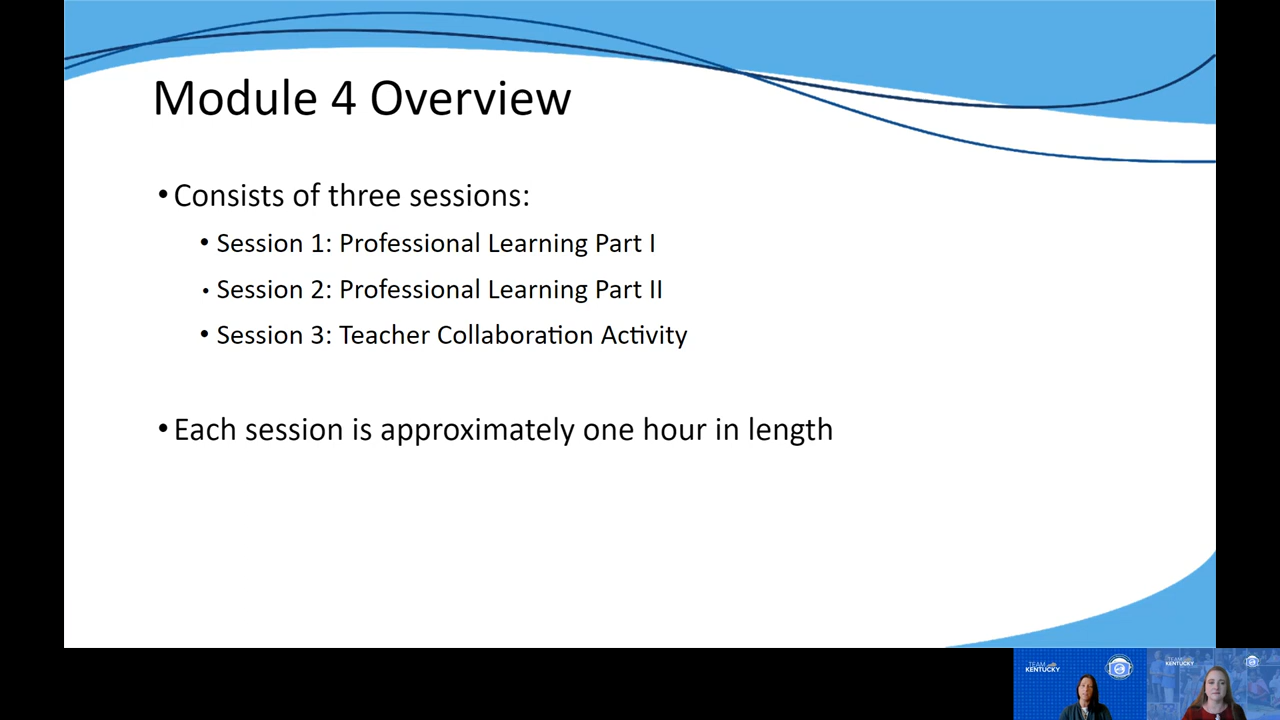 Module 4 Overview
•Consists of three sessions:
• Session 1: Professional Learning Part I
• Session 2: Professional Learning Part II
• Session 3: Teacher Collaboration Activity
•Each session is approximately one hour in length
TEAM
KENTUCKY
TEAM
KENTUCKY